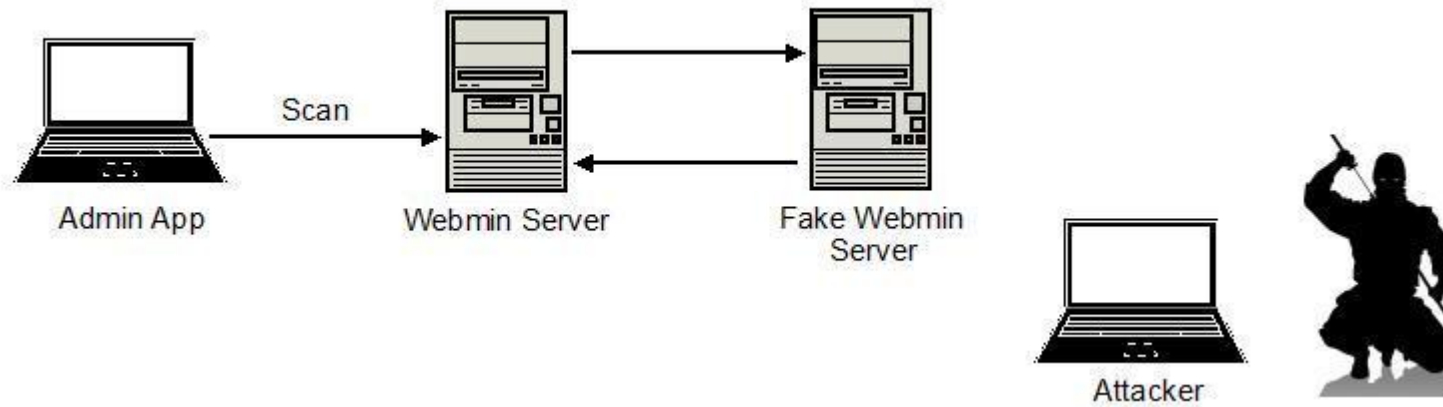 Scan
Admin App
Webmin Server
Fake Webmin
Server
Attacker